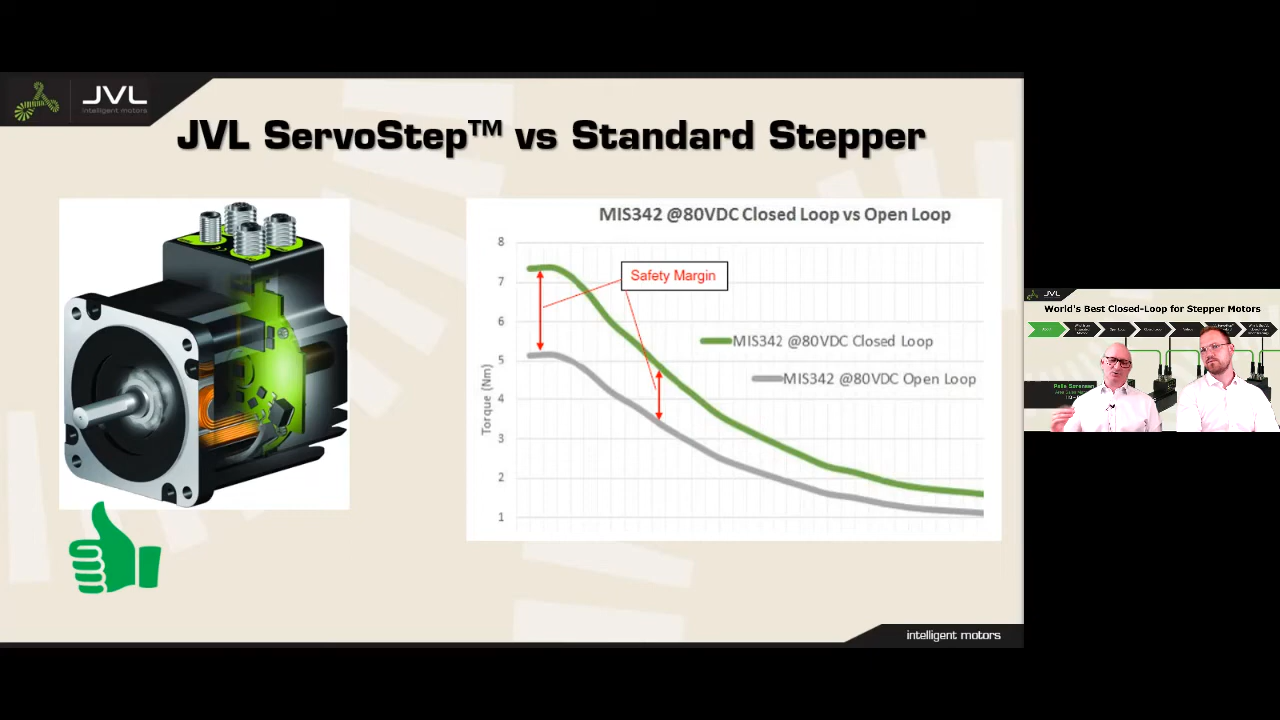 JVL
intelligent motors
JVL ServoStep™ vs Standard Stepper
MIS342 @80VDC Closed Loop vs Open Loop
8
7
6
5
4
3
2
1
Torque (Nm)
Safety Margin
MIS342 @80VDC Closed Loop
MIS342 @80VDC Open Loop
intelligent motors
JVL
World's Best Closed-Loop for Stepper Motors